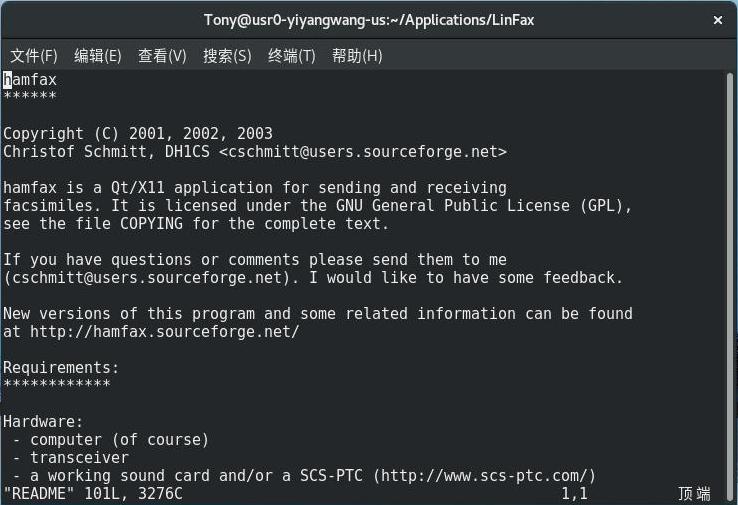 Tony@usr0-yiyangwang-us:~/Applications/LinFax ×
文件(F) 编辑(E) 查看(V) 搜索(S) 终端(T) 帮助(H)
hamfax
******
Copyright (C) 2001, 2002, 2003
Christof Schmitt, DH1CS <cschmitt@users.sourceforge.net>
hamfax is a Qt/X11 application for sending and receiving
facsimiles. It is licensed under the GNU General Public License (GPL),
see the file COPYING for the complete text.
If you have questions or comments please send them to me
(cschmitt@users.sourceforge.net). I would like to have some feedback.
New versions of this program and some related information can be found
at http://hamfax.sourceforge.net/
Requirements:
************
Hardware:
- computer (of course)
- transceiver
- a working sound card and/or a SCS-PTC (http://www.scs-ptc.com/)
"README" 101L, 3276C 1,1 顶端